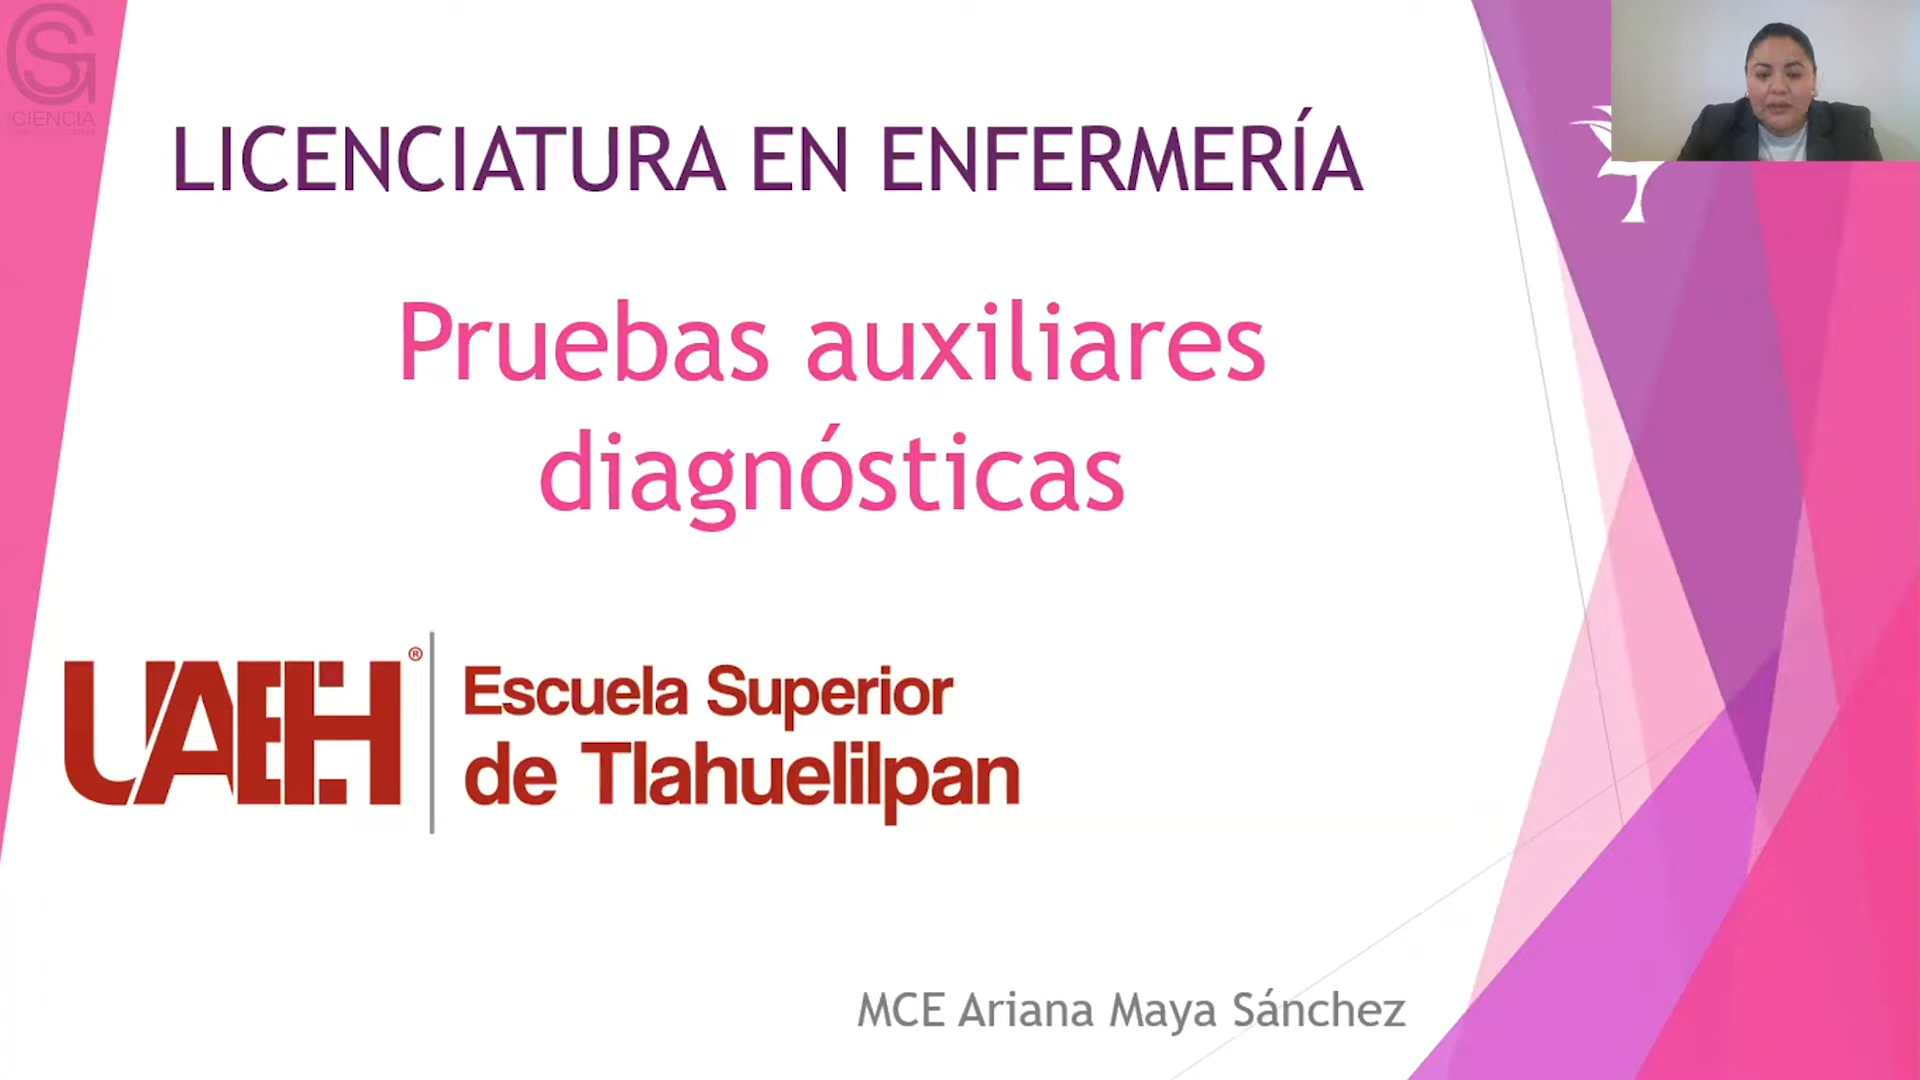 CIENCIA
LICENCIATURA EN ENFERMERÍA
Pruebas auxiliares
diagnósticas
UAEH®
Escuela Superior
de Tlahuelilpan
MCE Ariana Maya Sánchez